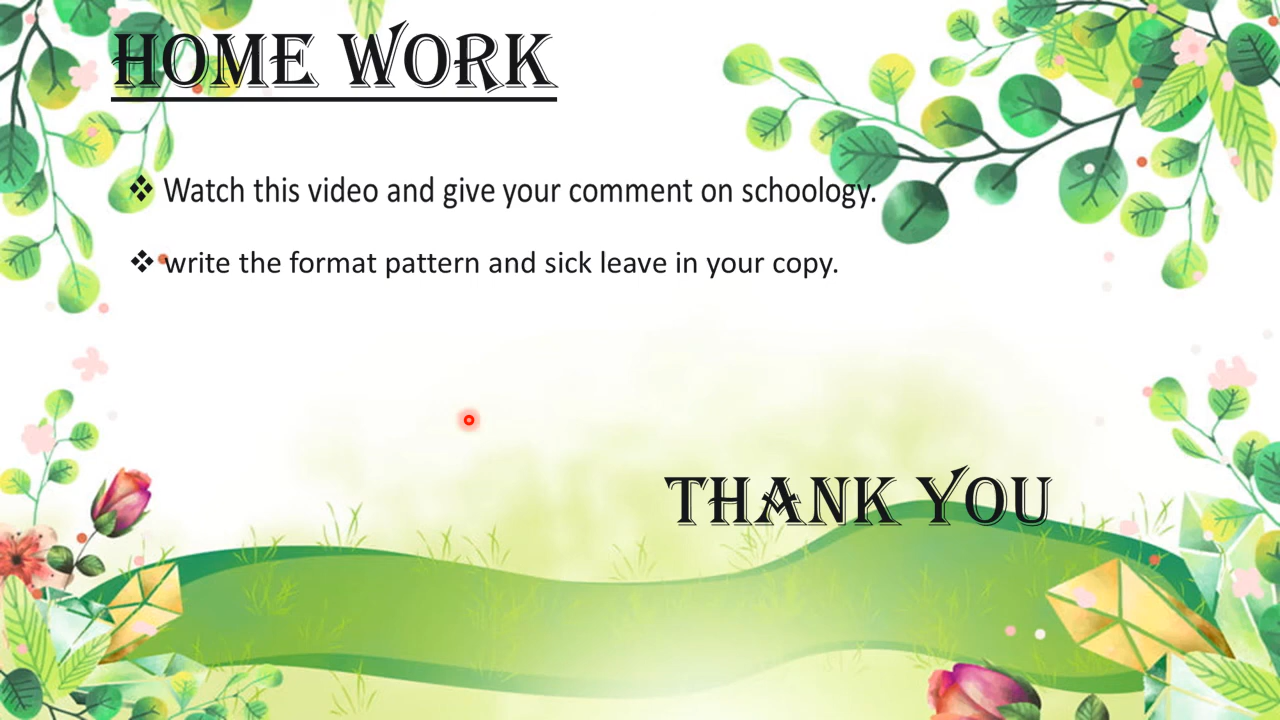 HOME WORK
❖ Watch this video and give your comment on schoology.
❖ write the format pattern and sick leave in your copy.
THANK YOU